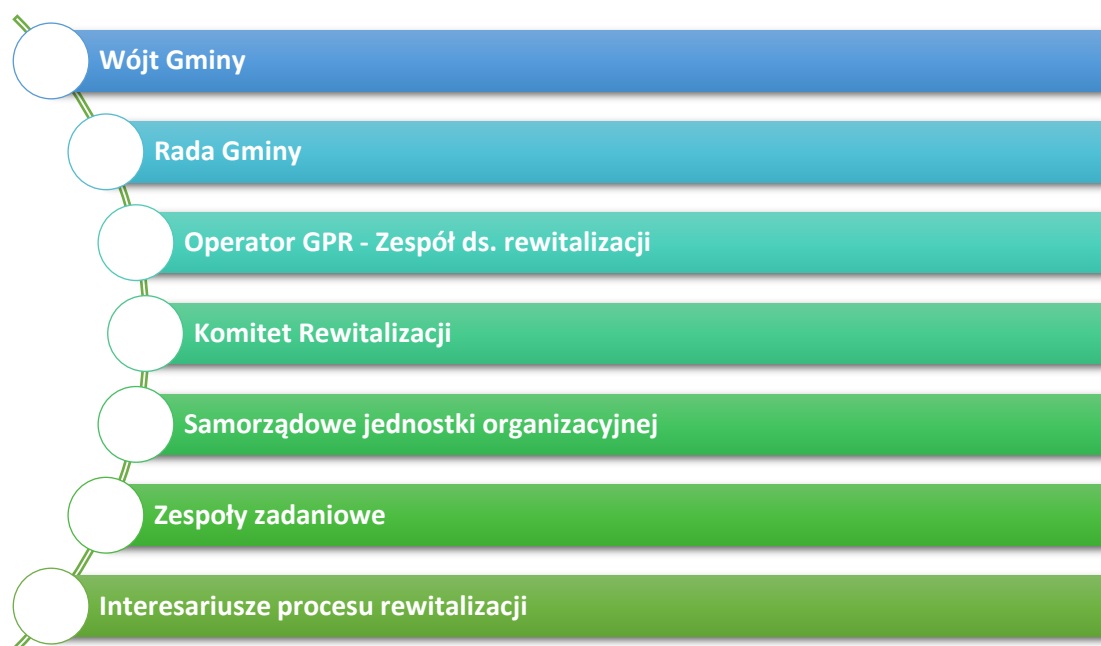 Wójt Gminy
Rada Gminy
Operator GPR - Zespół ds. rewitalizacji
Komitet Rewitalizacji
Samorządowe jednostki organizacyjnej
Zespoły zadaniowe
Interesariusze procesu rewitalizacji